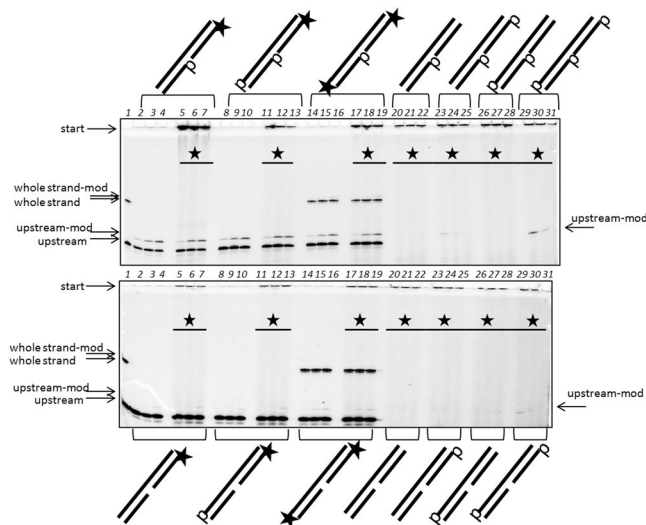 p p
p p p p p
p p p
1 2 3 4 5 6 7 8 9 10 11 12 13 14 15 16 17 18 19 20 21 22 23 24 25 26 27 28 29 30 31
start
whole strand-mod
whole strand
upstream-mod
upstream
upstream-mod
1 2 3 4 5 6 7 8 9 10 11 12 13 14 15 16 17 18 19 20 21 22 23 24 25 26 27 28 29 30 31
start
whole strand-mod
whole strand
upstream-mod
upstream
upstream-mod
p p
p p p